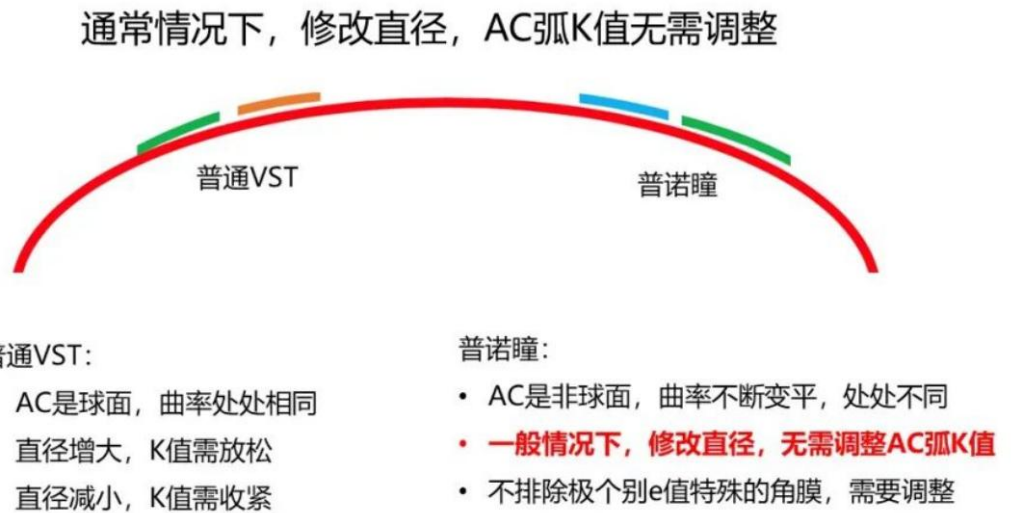 通常情况下，修改直径，AC弧K值无需调整
普通VST
普诺瞳
普通VST：
AC是球面，曲率处处相同
直径增大，K值需放松
直径减小，K值需收紧
普诺瞳：
• AC是非球面，曲率不断变平，处处不同
• 一般情况下，修改直径，无需调整AC弧K值
• 不排除极个别e值特殊的角膜，需要调整